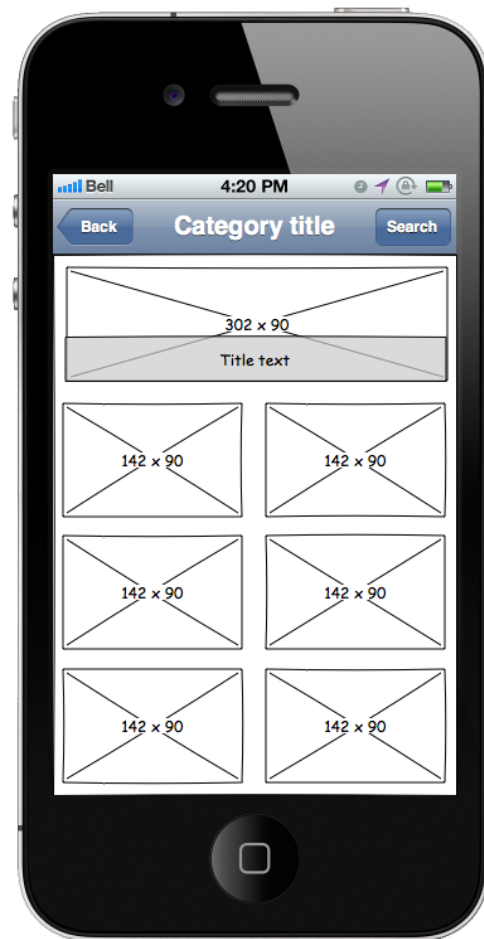 Bell 4:20 PM
Back Category title Search
302 x 90
Title text
142 x 90 142 x 90
142 x 90 142 x 90
142 x 90 142 x 90